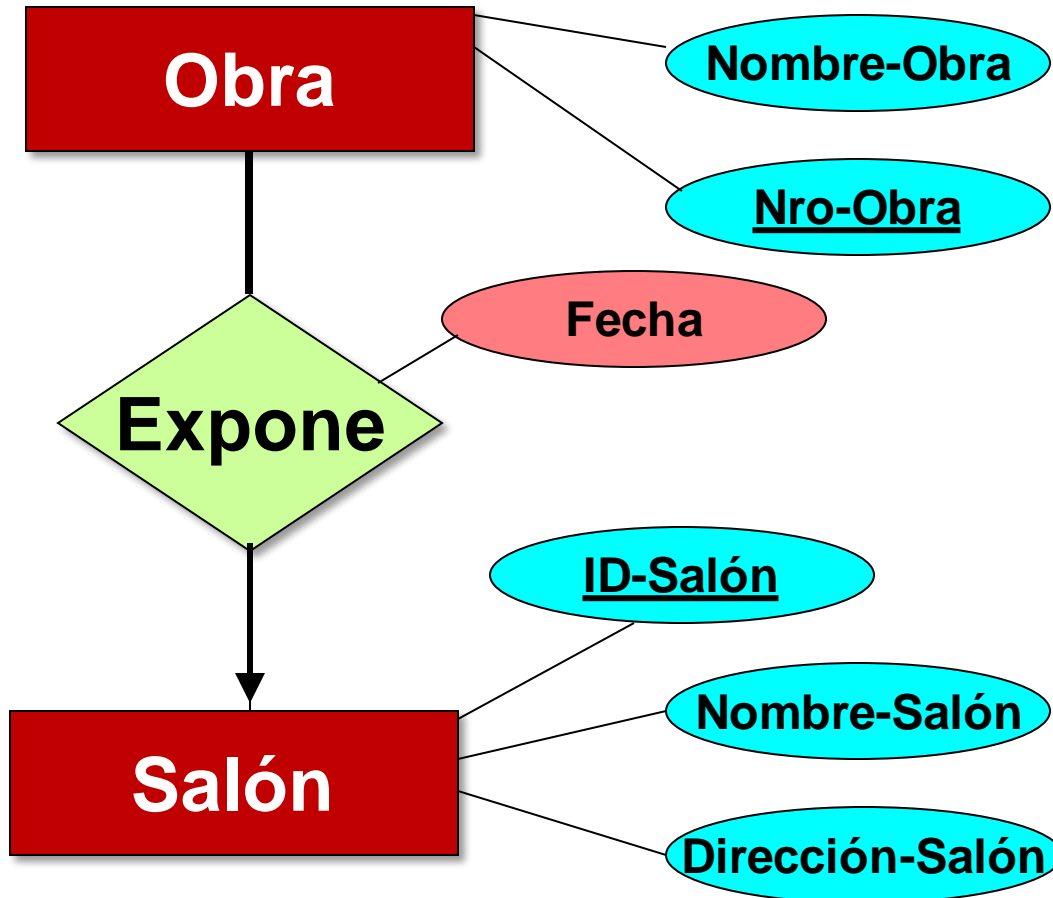 Obra
Nombre-Obra
Nro-Obra
Fecha
Expone
ID-Salón
Nombre-Salón
Salón
Dirección-Salón